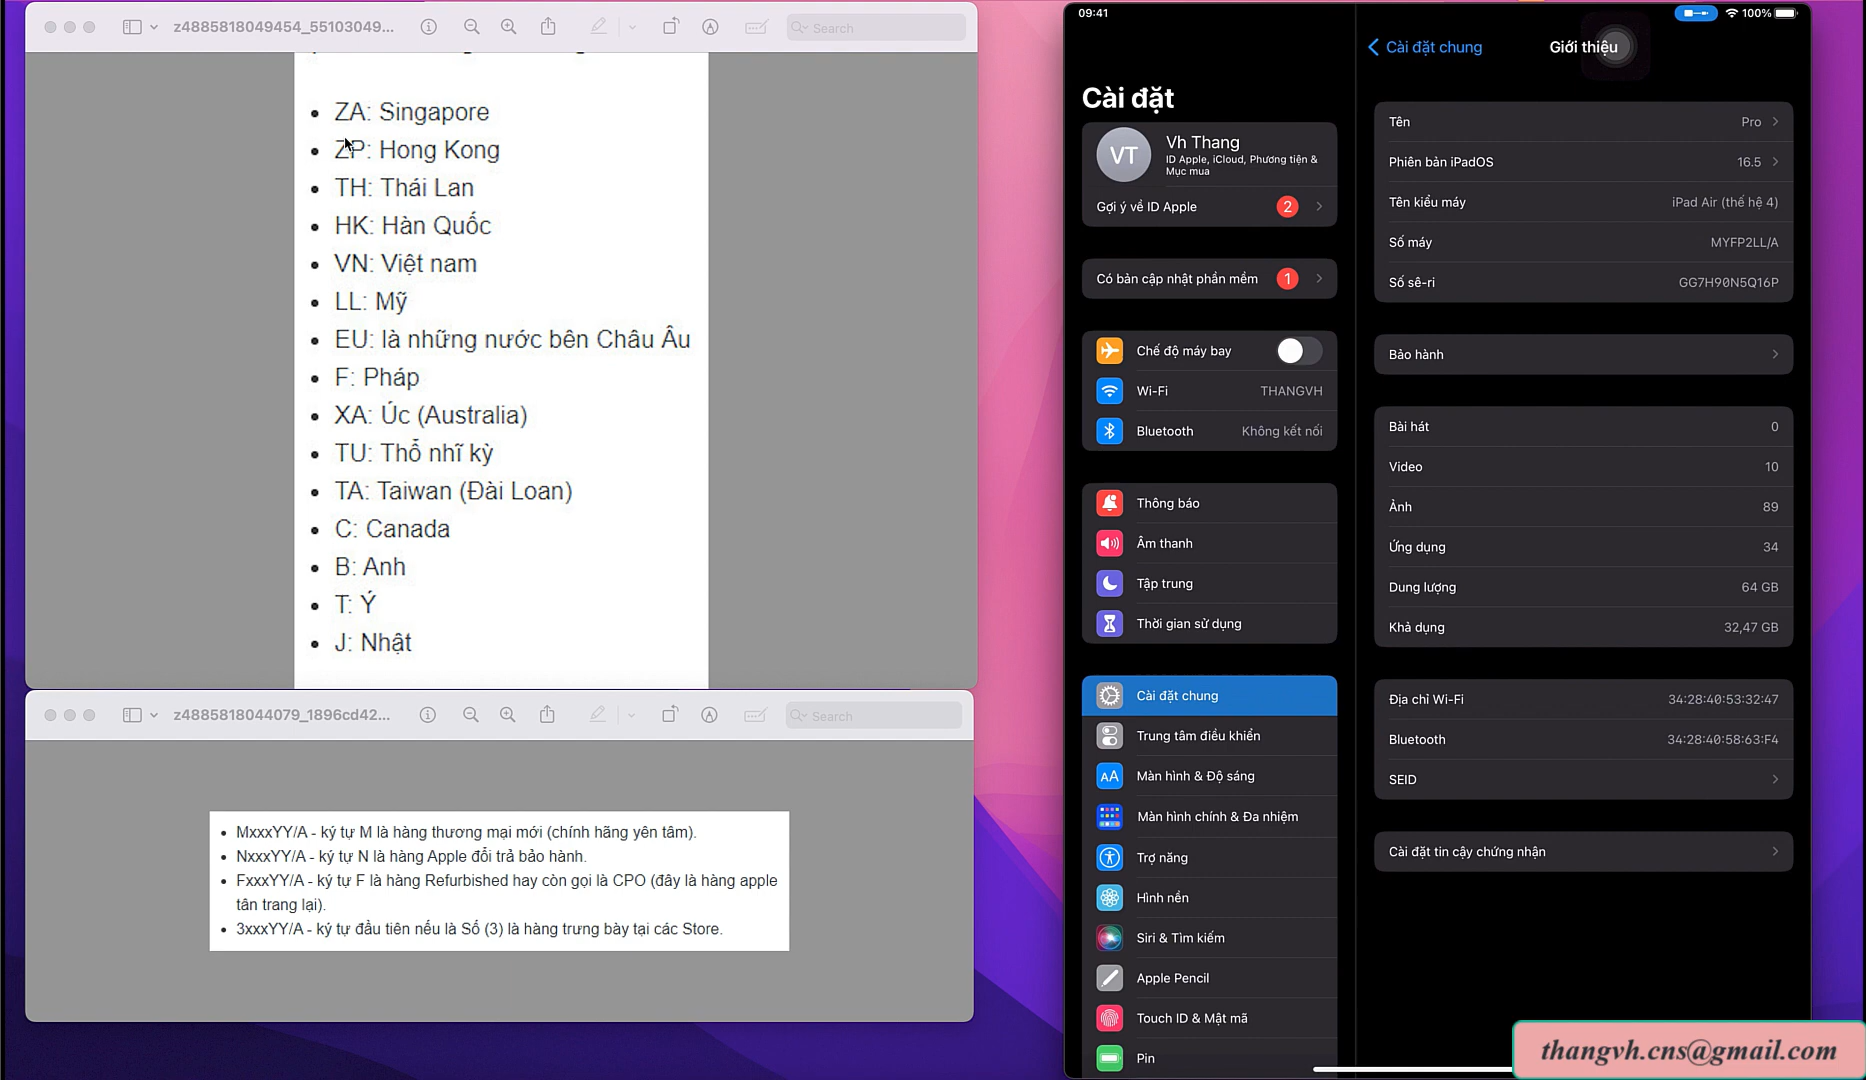 z4885818049454_55103049...
Search
ZA: Singapore
ZP: Hong Kong
TH: Thái Lan
HK: Hàn Quốc
VN: Việt nam
LL: Mỹ
EU: là những nước bên Châu Âu
F: Pháp
XA: Úc (Australia)
TU: Thổ nhĩ kỳ
TA: Taiwan (Đài Loan)
C: Canada
B: Anh
T: Ý
J: Nhật
z4885818044079_1896cd42...
Search
MxxxYY/A - ký tự M là hàng thương mại mới (chính hãng yên tâm).
NxxxYY/A - ký tự N là hàng Apple đổi trả bảo hành.
FxxxYY/A - ký tự F là hàng Refurbished hay còn gọi là CPO (đây là hàng apple
tân trang lại).
3xxxYY/A - ký tự đầu tiên nếu là Số (3) là hàng trưng bày tại các Store.
09:41
100%
Cài đặt
VT
Vh Thang
ID Apple, iCloud, Phương tiện &
Mục mua
Gợi ý về ID Apple 2
Có bản cập nhật phần mềm 1
Chế độ máy bay
Wi-Fi THANGVH
Bluetooth Không kết nối
Thông báo
Âm thanh
Tập trung
Thời gian sử dụng
Cài đặt chung
Trung tâm điều khiển
AA Màn hình & Độ sáng
Màn hình chính & Đa nhiệm
Trợ năng
Hình nền
Siri & Tìm kiếm
Apple Pencil
Touch ID & Mật mã
Pin
Cài đặt chung Giới thiệu
Tên Pro
Phiên bản iPadOS 16.5
Tên kiểu máy iPad Air (thế hệ 4)
Số máy MYFP2LL/A
Số sê-ri GG7H90N5Q16P
Bảo hành
Bài hát 0
Video 10
Ảnh 89
Ứng dụng 34
Dung lượng 64 GB
Khả dụng 32,47 GB
Địa chỉ Wi-Fi 34:28:40:53:32:47
Bluetooth 34:28:40:58:63:F4
SEID
Cài đặt tin cậy chứng nhận
thangvh.cns@gmail.com